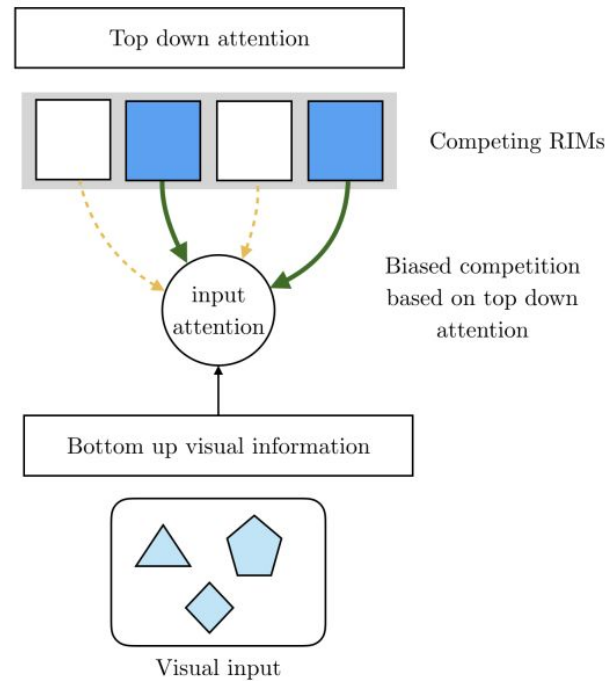 Top down attention
Competing RIMs
input
attention
Biased competition
based on top down
attention
Bottom up visual information
Visual input